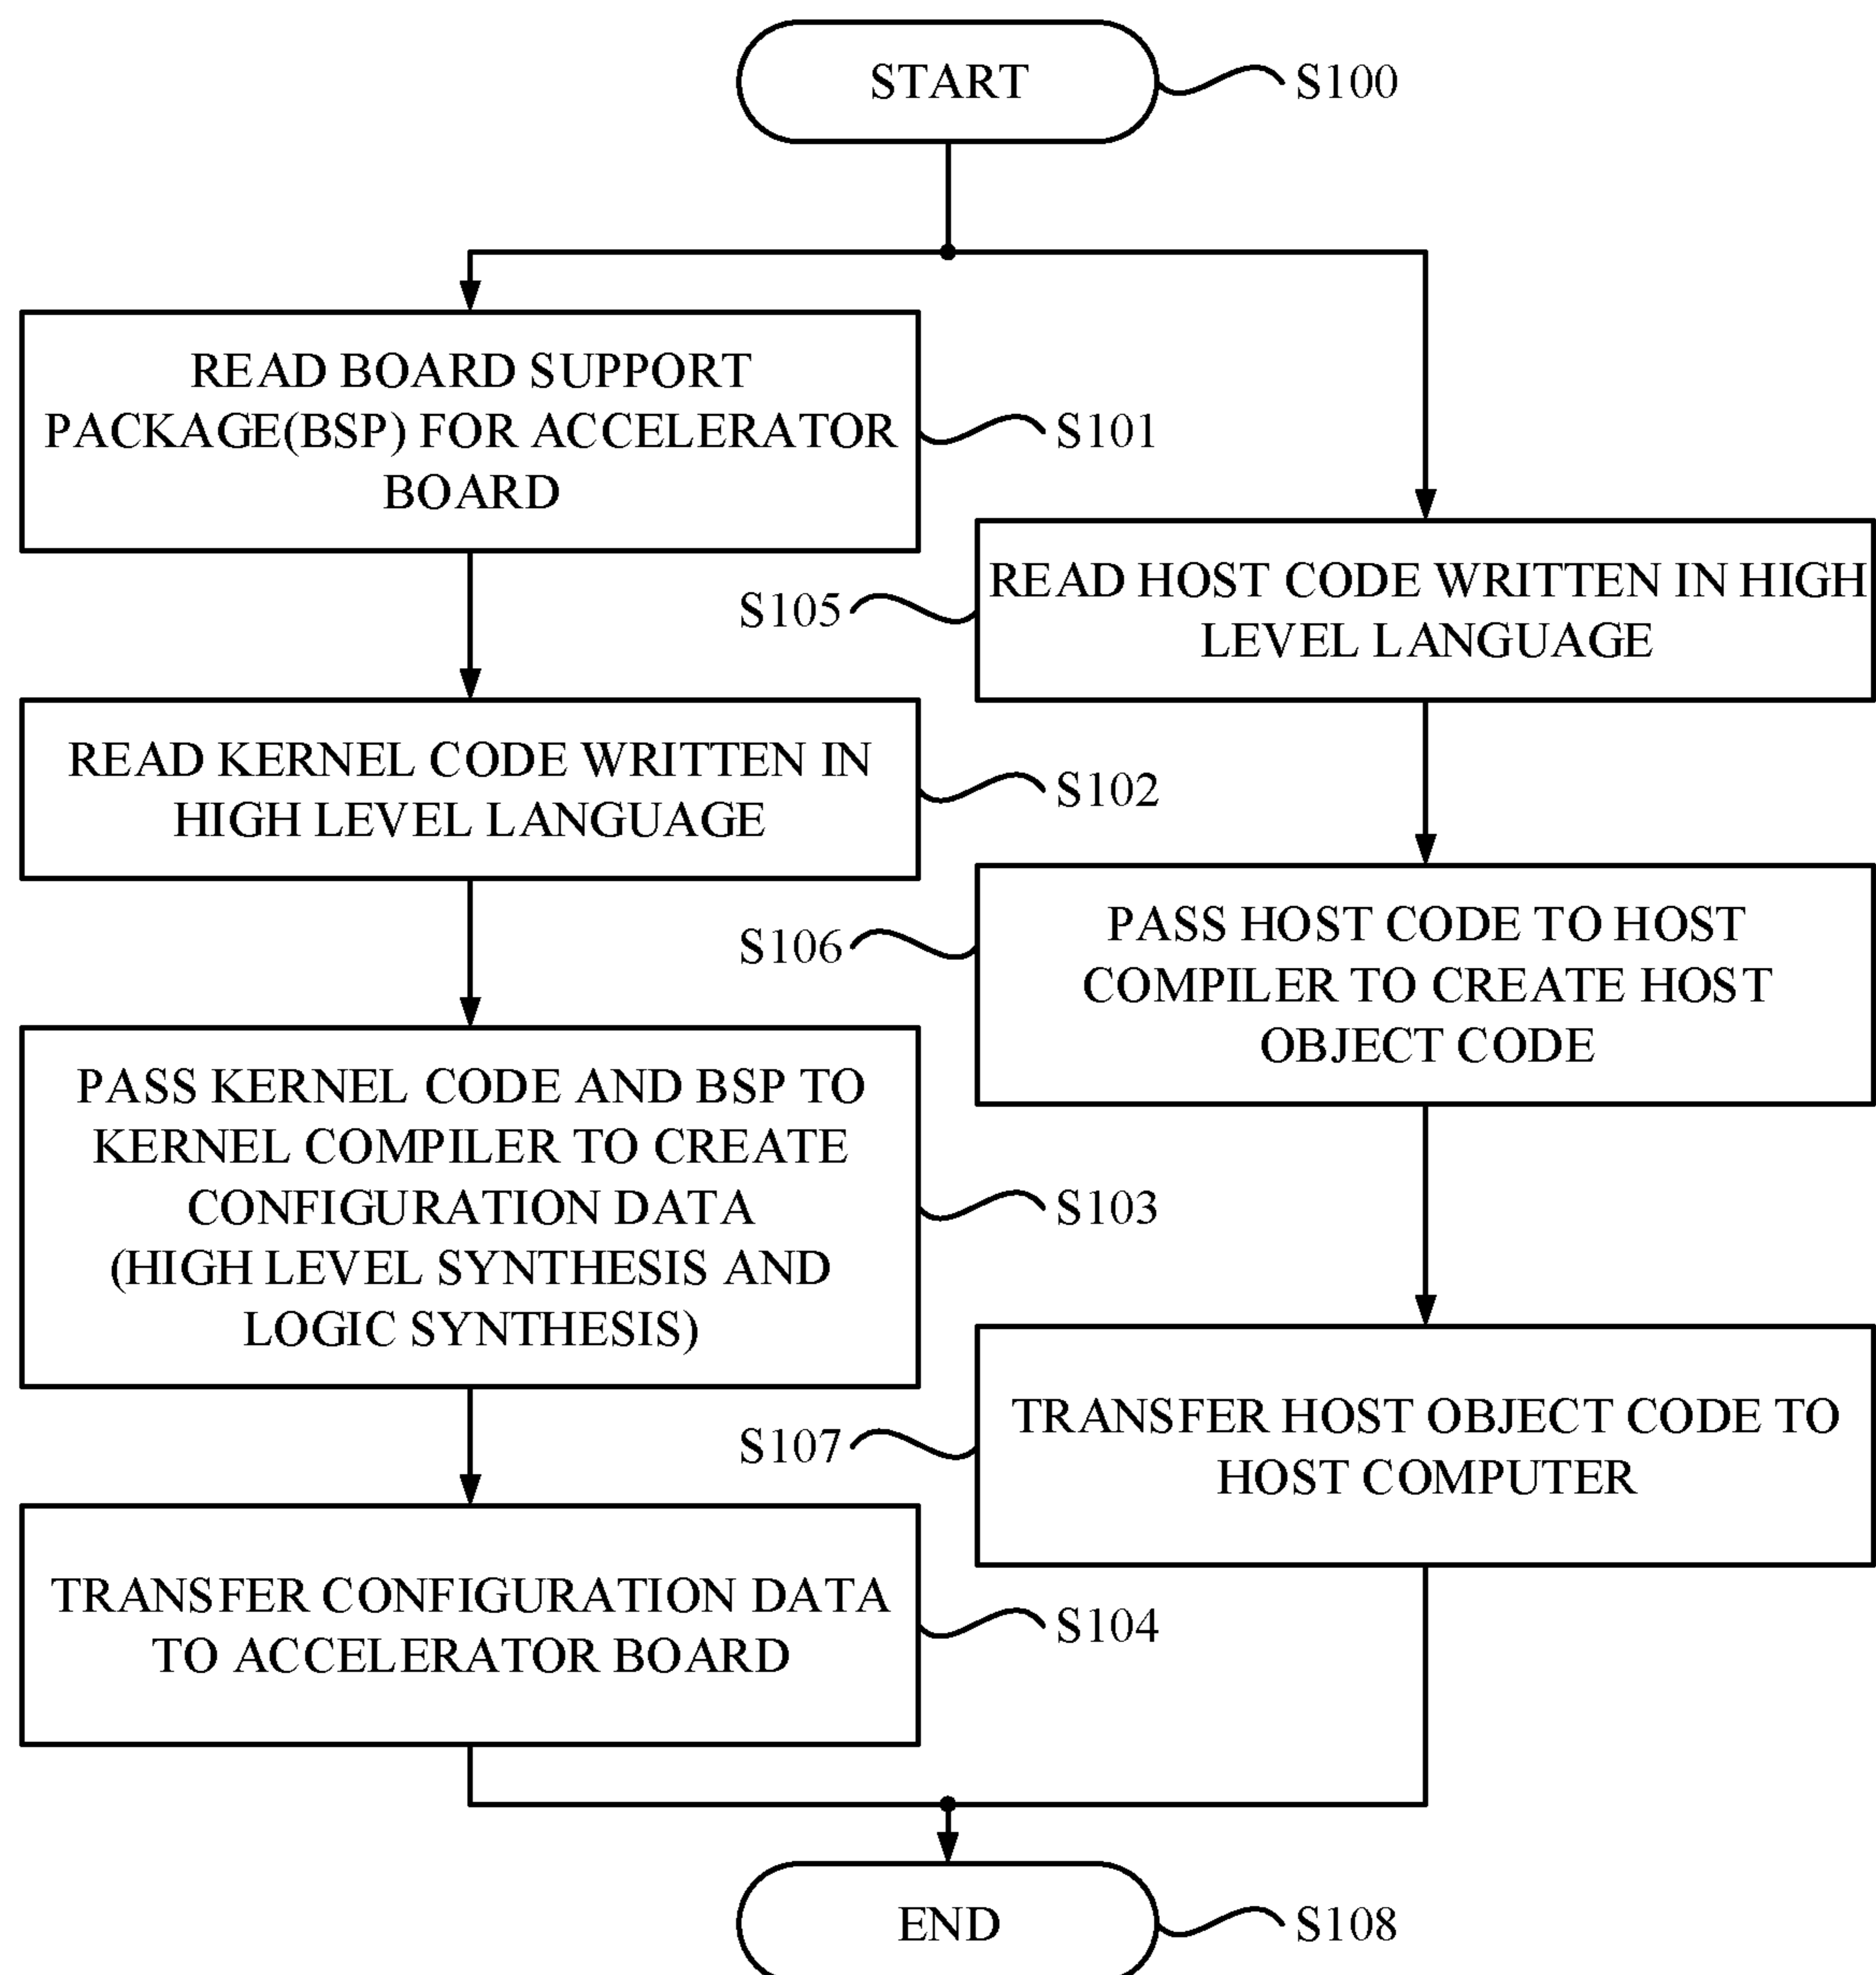 START
S100
READ BOARD SUPPORT
PACKAGE(BSP) FOR ACCELERATOR
BOARD
S101
READ KERNEL CODE WRITTEN IN
HIGH LEVEL LANGUAGE
S102
PASS KERNEL CODE AND BSP TO
KERNEL COMPILER TO CREATE
CONFIGURATION DATA
(HIGH LEVEL SYNTHESIS AND
LOGIC SYNTHESIS)
S103
TRANSFER CONFIGURATION DATA
TO ACCELERATOR BOARD
S104
S105
READ HOST CODE WRITTEN IN HIGH
LEVEL LANGUAGE
S106
PASS HOST CODE TO HOST
COMPILER TO CREATE HOST
OBJECT CODE
S107
TRANSFER HOST OBJECT CODE TO
HOST COMPUTER
END
S108